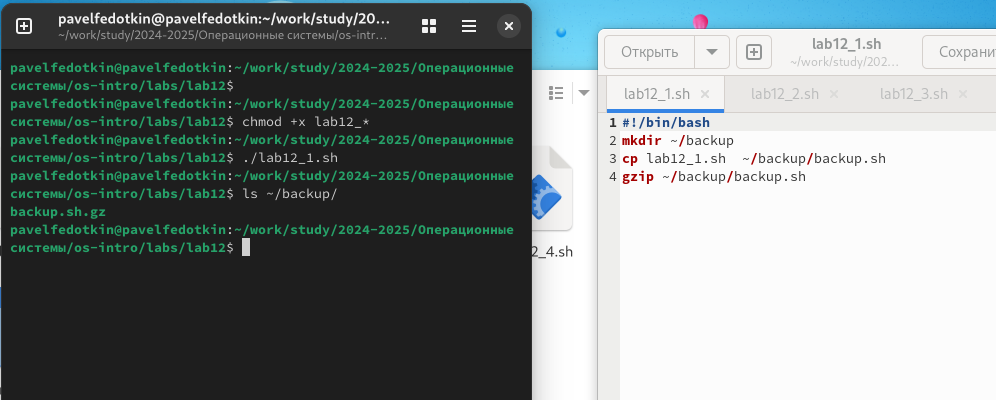 pavelfedotkin@pavelfedotkin:~/work/study/20...
~/work/study/2024-2025/Операционные системы/os-intr...
pavelfedotkin@pavelfedotkin:~/work/study/2024-2025/Операционные
системы/os-intro/labs/lab12$
pavelfedotkin@pavelfedotkin:~/work/study/2024-2025/Операционные
системы/os-intro/labs/lab12$ chmod +x lab12_*
pavelfedotkin@pavelfedotkin:~/work/study/2024-2025/Операционные
системы/os-intro/labs/lab12$ ./lab12_1.sh
pavelfedotkin@pavelfedotkin:~/work/study/2024-2025/Операционные
системы/os-intro/labs/lab12$ ls ~/backup/
backup.sh.gz
pavelfedotkin@pavelfedotkin:~/work/study/2024-2025/Операционные
системы/os-intro/labs/lab12$
2_4.sh
Открыть
lab12_1.sh
~/work/study/202...
Сохрани
lab12_1.sh
lab12_2.sh
lab12_3.sh
1 #!/bin/bash
2 mkdir ~/backup
3 cp lab12_1.sh  ~/backup/backup.sh
4 gzip ~/backup/backup.sh